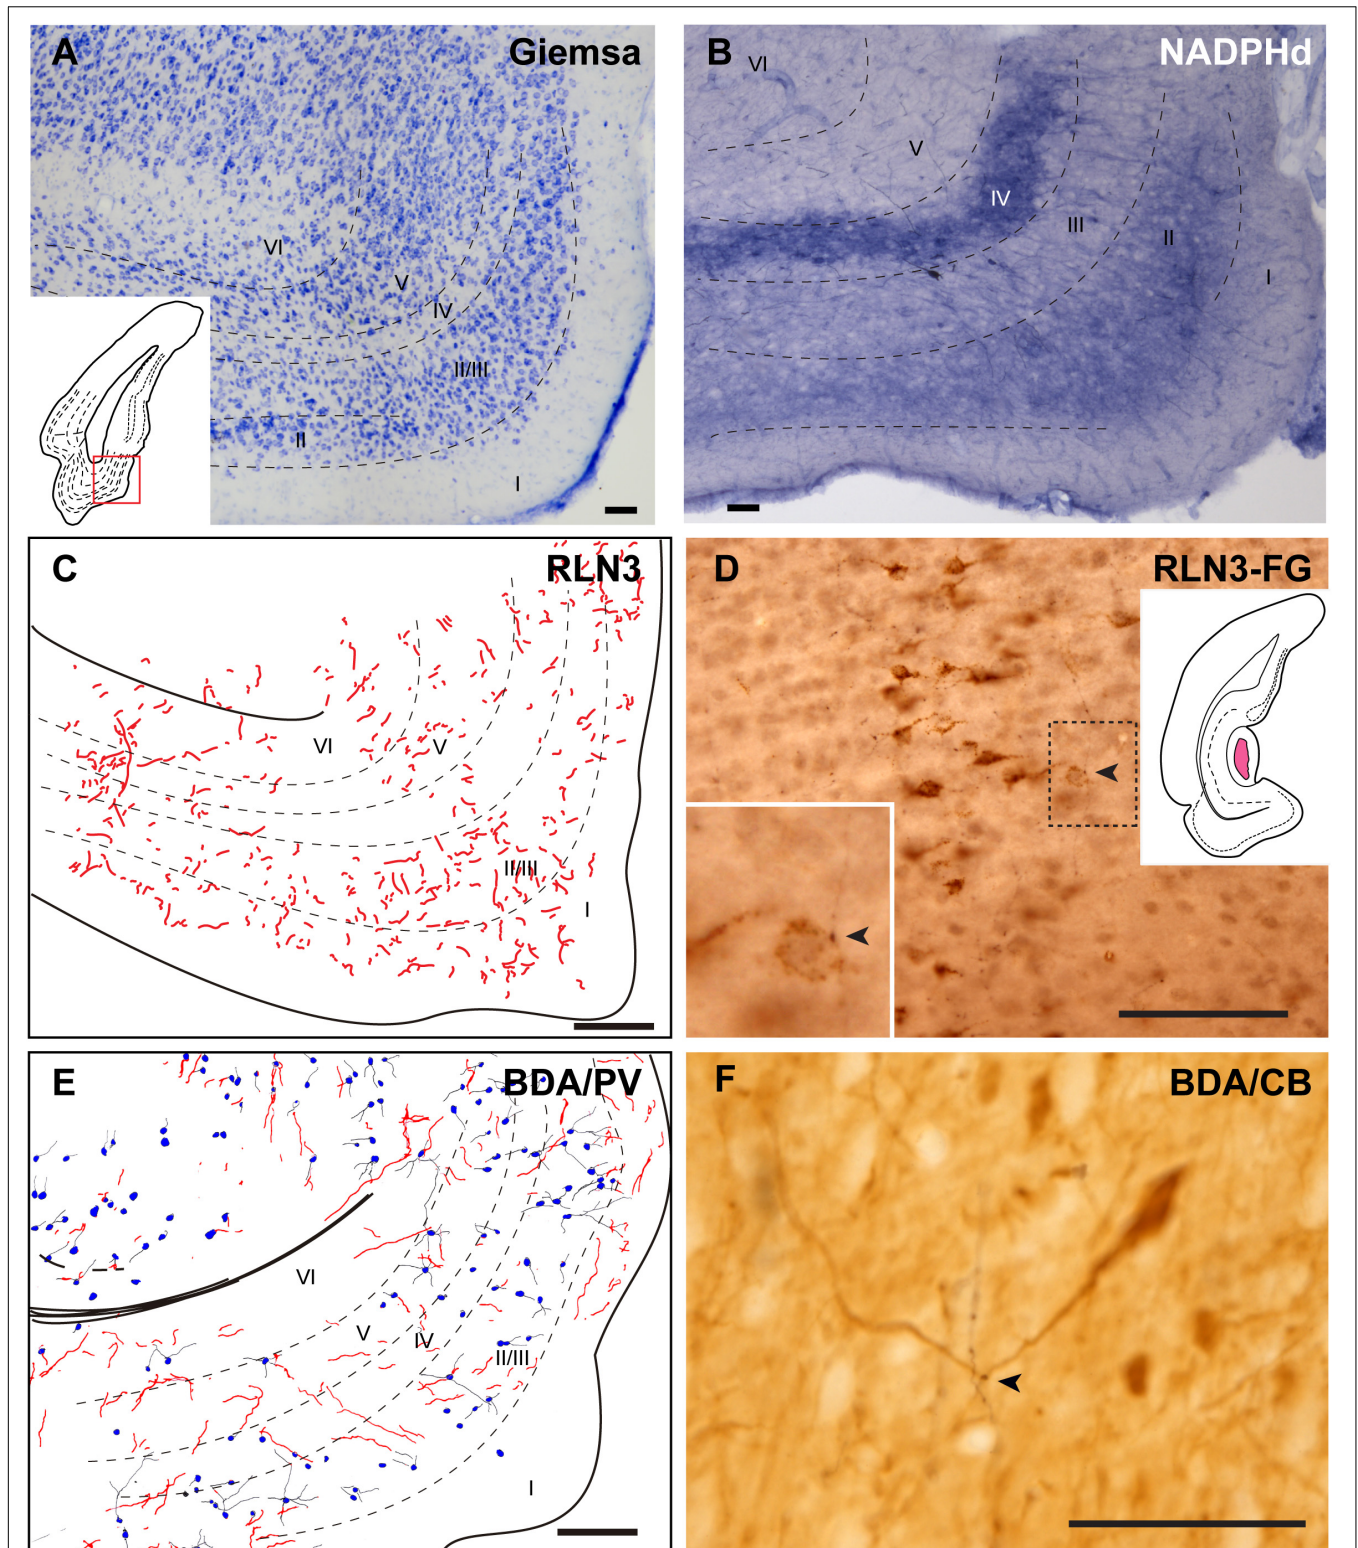 A Giemsa
VI
V
IV
II/III
II
I
B NADPHd
VI
V
IV
III
II
I
C RLN3
VI
V
II/III
I
D RLN3-FG
E BDA/PV
VI
V
IV
II/III
I
F BDA/CB